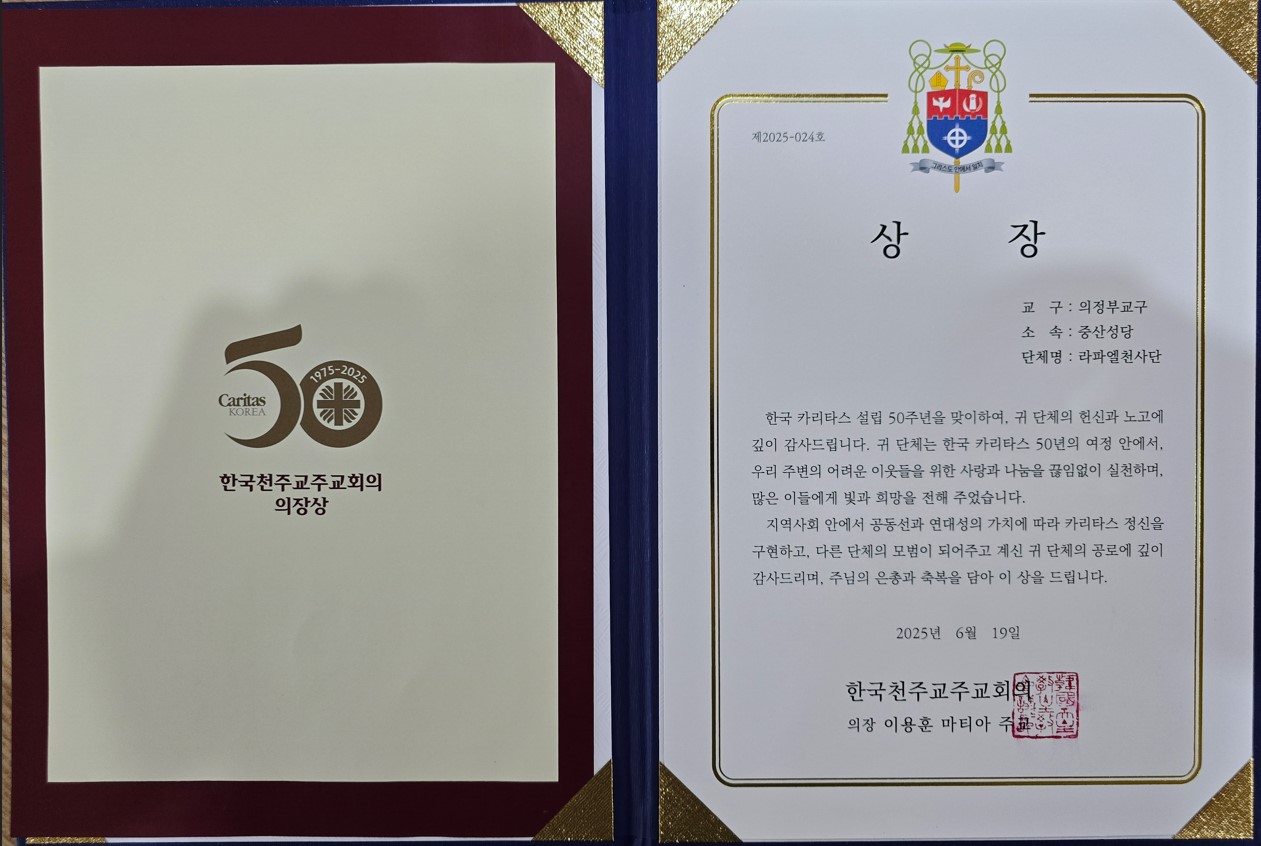 50
1975-2025
Caritas
KOREA
한국천주교주교회의
의장상
제2025-024호
그리스도 안에서 일치
상 장
교 구 : 의정부교구
소 속 : 중산성당
단체명 : 라파엘천사단
한국 카리타스 설립 50주년을 맞이하여, 귀 단체의 헌신과 노고에
깊이 감사드립니다. 귀 단체는 한국 카리타스 50년의 여정 안에서,
우리 주변의 어려운 이웃들을 위한 사랑과 나눔을 끊임없이 실천하며,
많은 이들에게 빛과 희망을 전해 주었습니다.
지역사회 안에서 공동선과 연대성의 가치에 따라 카리타스 정신을
구현하고, 다른 단체의 모범이 되어주고 계신 귀 단체의 공로에 깊이
감사드리며, 주님의 은총과 축복을 담아 이 상을 드립니다.
2025년 6월 19일
한국천주교주교회의
의장 이용훈 마티아 주교